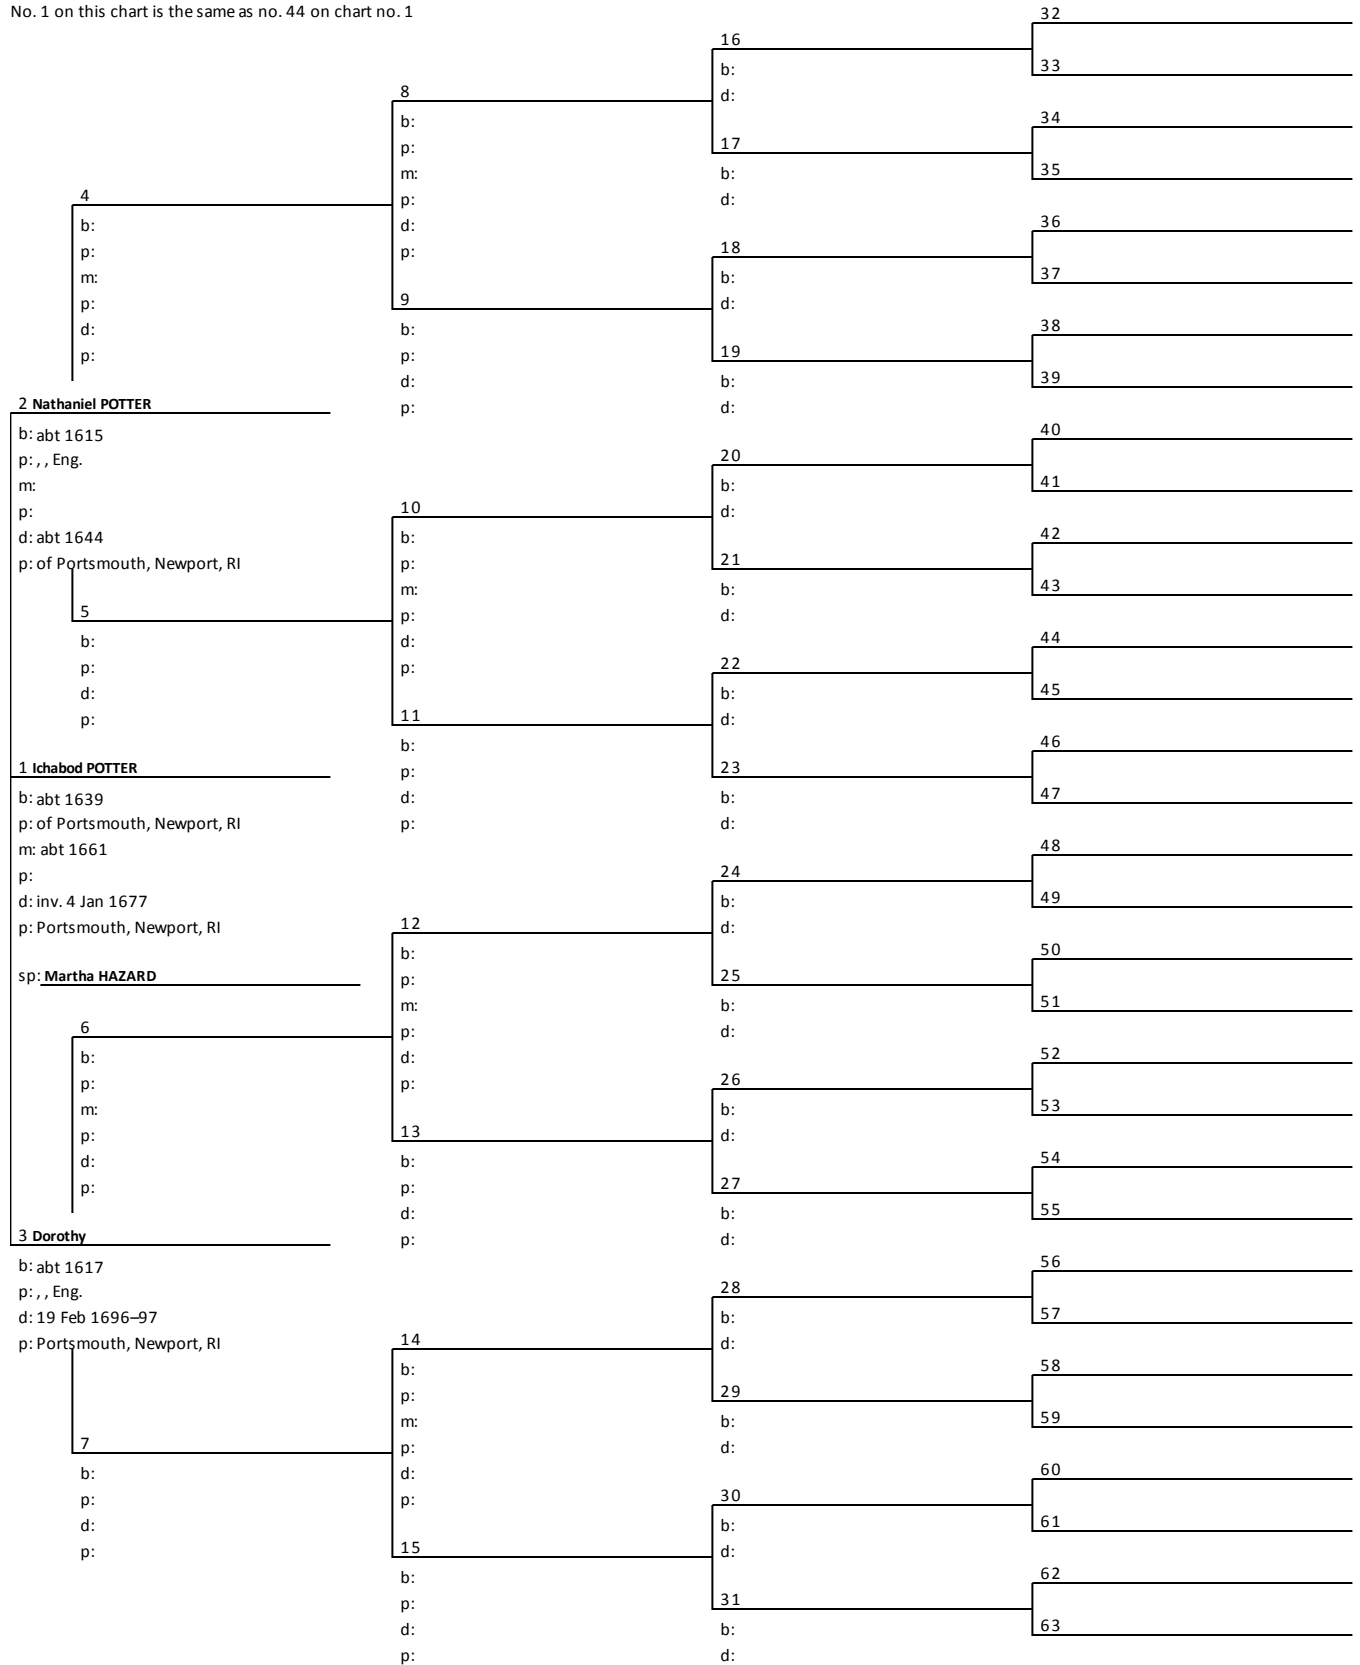 No. 1 on this chart is the same as no. 44 on chart no. 1
4
b:
p:
m:
p:
d:
p:
2 Nathaniel POTTER
b: abt 1615
p: , , Eng.
m:
p:
d: abt 1644
p: of Portsmouth, Newport, RI
5
b:
p:
d:
p:
1 Ichabod POTTER
b: abt 1639
p: of Portsmouth, Newport, RI
m: abt 1661
p:
d: inv. 4 Jan 1677
p: Portsmouth, Newport, RI
sp: Martha HAZARD
6
b:
p:
m:
p:
d:
p:
3 Dorothy
b: abt 1617
p: , , Eng.
d: 19 Feb 1696–97
p: Portsmouth, Newport, RI
7
b:
p:
d:
p:
8
b:
p:
m:
p:
d:
p:
9
b:
p:
d:
p:
10
b:
p:
m:
p:
d:
p:
11
b:
p:
d:
p:
12
b:
p:
m:
p:
d:
p:
13
b:
p:
d:
p:
14
b:
p:
m:
p:
d:
p:
15
b:
p:
d:
p:
16
b:
d:
17
b:
d:
18
b:
d:
19
b:
d:
20
b:
d:
21
b:
d:
22
b:
d:
23
b:
d:
24
b:
d:
25
b:
d:
26
b:
d:
27
b:
d:
28
b:
d:
29
b:
d:
30
b:
d:
31
b:
d:
32
33
34
35
36
37
38
39
40
41
42
43
44
45
46
47
48
49
50
51
52
53
54
55
56
57
58
59
60
61
62
63